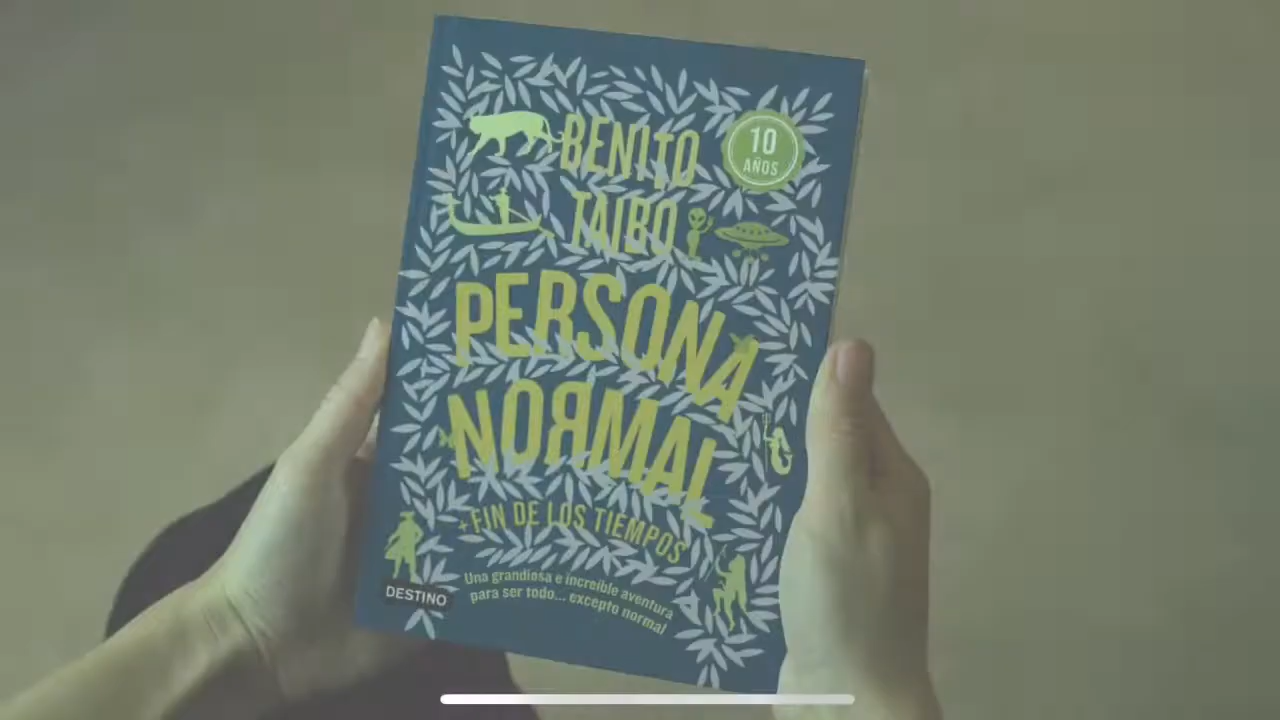 BENITO
TAIBO
10
AÑOS
PERSONA
NORMAL
+FIN DE LOS TIEMPOS
Una grandiosa e increíble aventura
para ser todo... excepto normal
DESTINO